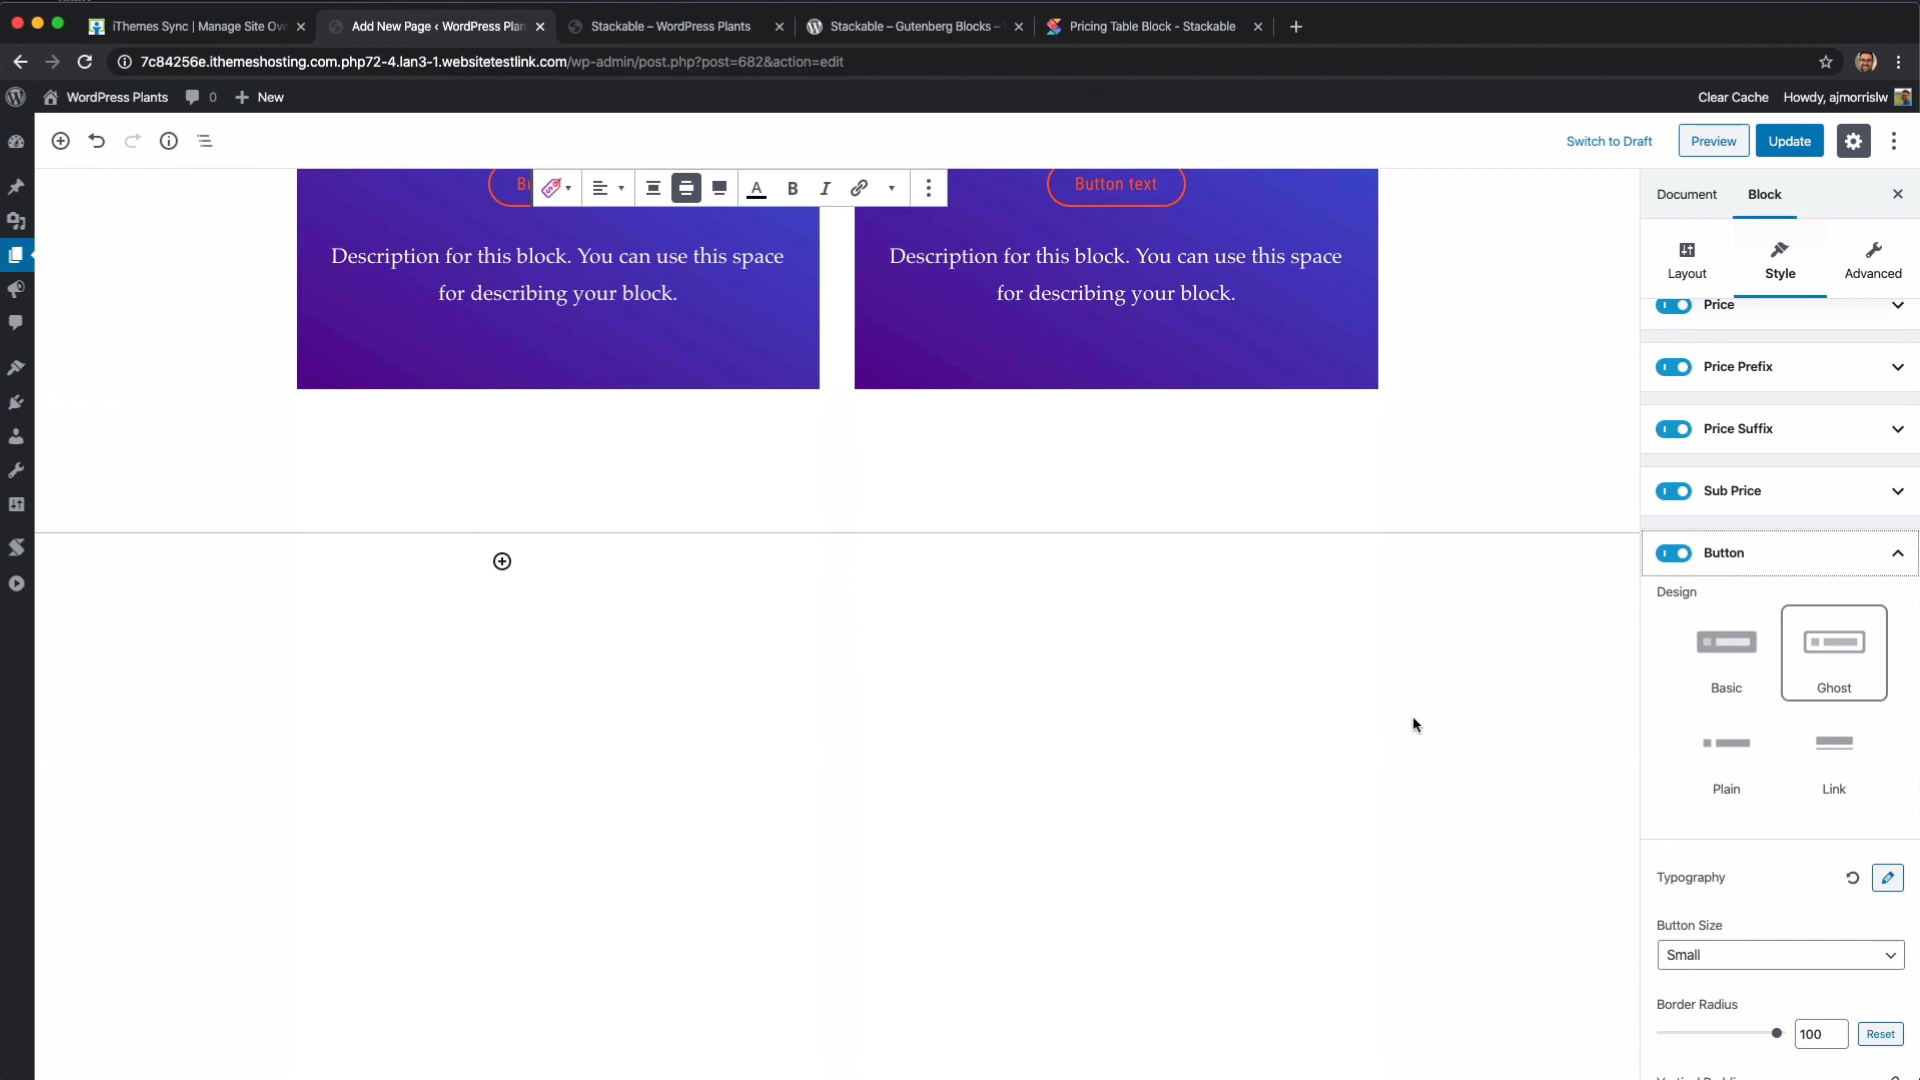 iThemes Sync | Manage Site Ove
Add New Page ‹ WordPress Plan
Stackable – WordPress Plants
Stackable – Gutenberg Blocks –
Pricing Table Block - Stackable
7c84256e.ithemeshosting.com.php72-4.lan3-1.websitetestlink.com/wp-admin/post.php?post=682&action=edit
WordPress Plants
0
New
Clear Cache
Howdy, ajmorrislw
Switch to Draft
Preview
Update
Bu
Button text
Description for this block. You can use this space
for describing your block.
Description for this block. You can use this space
for describing your block.
A
B
I
Document
Block
Layout
Style
Advanced
Price
Price Prefix
Price Suffix
Sub Price
Button
Design
Basic
Ghost
Plain
Link
Typography
Button Size
Small
Border Radius
100
Reset